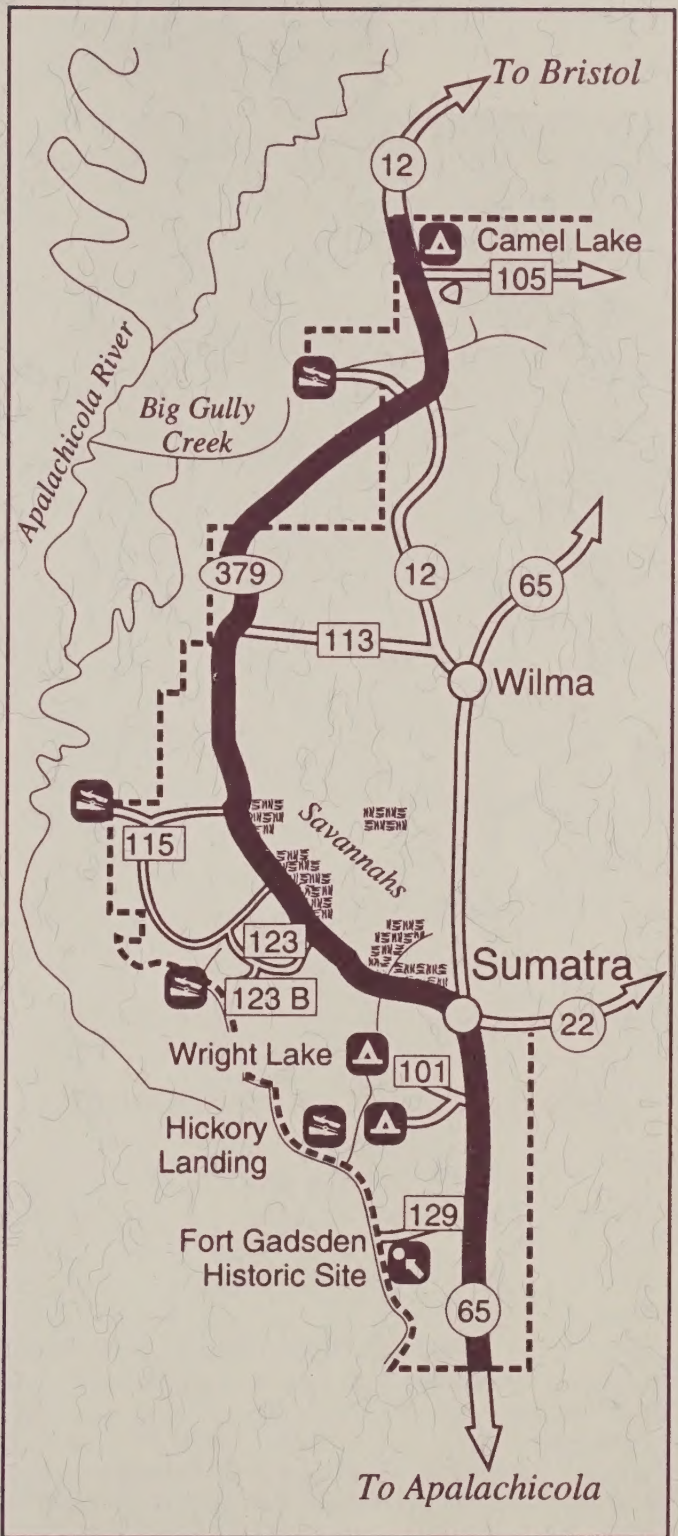 To Bristol
12
Camel Lake
105
Apalachicola River
Big Gully
Creek
379
12
65
113
Wilma
Savannahs
115
123
123 B
Sumatra
22
Wright Lake
101
Hickory
Landing
129
Fort Gadsden
Historic Site
65
To Apalachicola